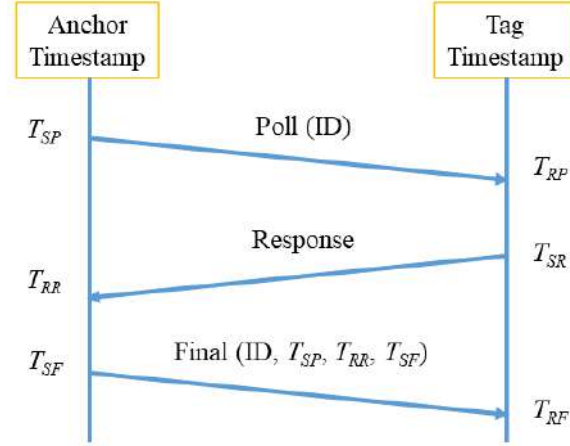 Anchor
Timestamp
Tag
Timestamp
T_SP
Poll (ID)
T_RP
Response
T_SR
T_RR
Final (ID, T_SP, T_RR, T_SF)
T_SF
T_RF